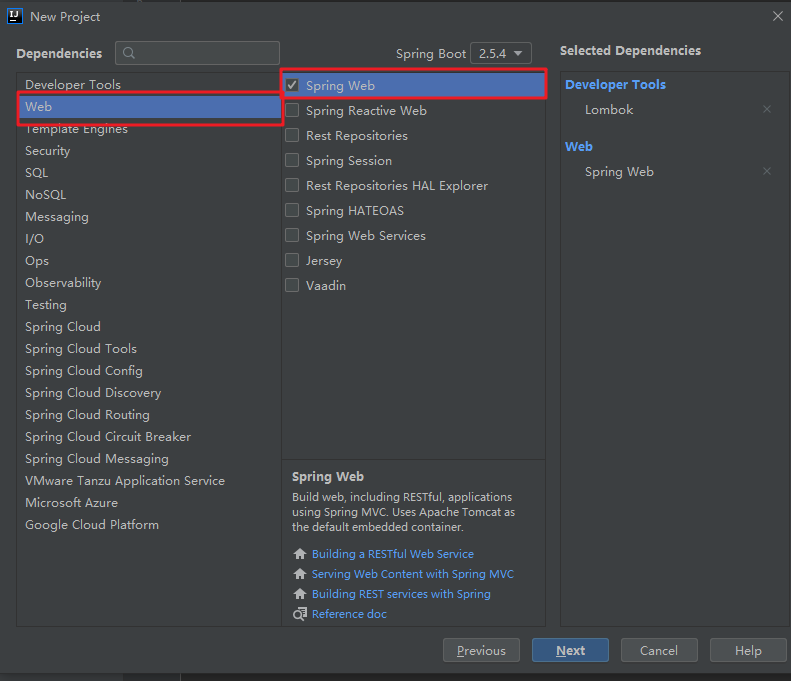 New Project
Dependencies
Spring Boot 2.5.4
Developer Tools
Web
Template Engines
Security
SQL
NoSQL
Messaging
I/O
Ops
Observability
Testing
Spring Cloud
Spring Cloud Tools
Spring Cloud Config
Spring Cloud Discovery
Spring Cloud Routing
Spring Cloud Circuit Breaker
Spring Cloud Messaging
VMware Tanzu Application Service
Microsoft Azure
Google Cloud Platform
Spring Web
Spring Reactive Web
Rest Repositories
Spring Session
Rest Repositories HAL Explorer
Spring HATEOAS
Spring Web Services
Jersey
Vaadin
Spring Web
Build web, including RESTful, applications
using Spring MVC. Uses Apache Tomcat as
the default embedded container.
Building a RESTful Web Service
Serving Web Content with Spring MVC
Building REST services with Spring
Reference doc
Selected Dependencies
Developer Tools
Lombok
Web
Spring Web
Previous
Next
Cancel
Help